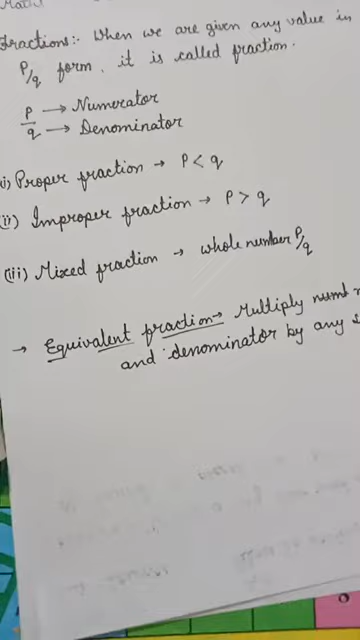 Math
Fractions:- When we are given any value in
P/q form, it is called fraction.
P → Numerator
q → Denominator
(i) Proper fraction → P < q
(ii) Improper fraction → P > q
(iii) Mixed fraction → whole number P/q
→ Equivalent fraction → Multiply
and denominator by any